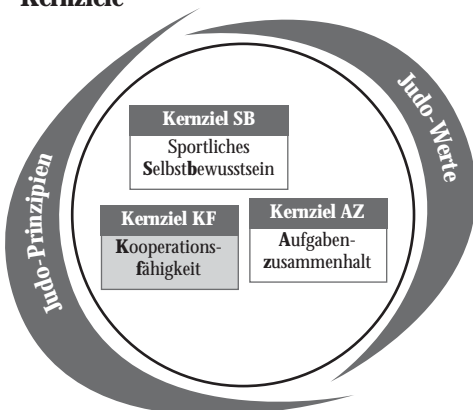 Kernziele
Judo-Werte
Kernziel SB
Sportliches
Selbstbewusstsein
Judo-Prinzipien
Kernziel KF
Kooperations-
fähigkeit
Kernziel AZ
Aufgaben-
zusammenhalt